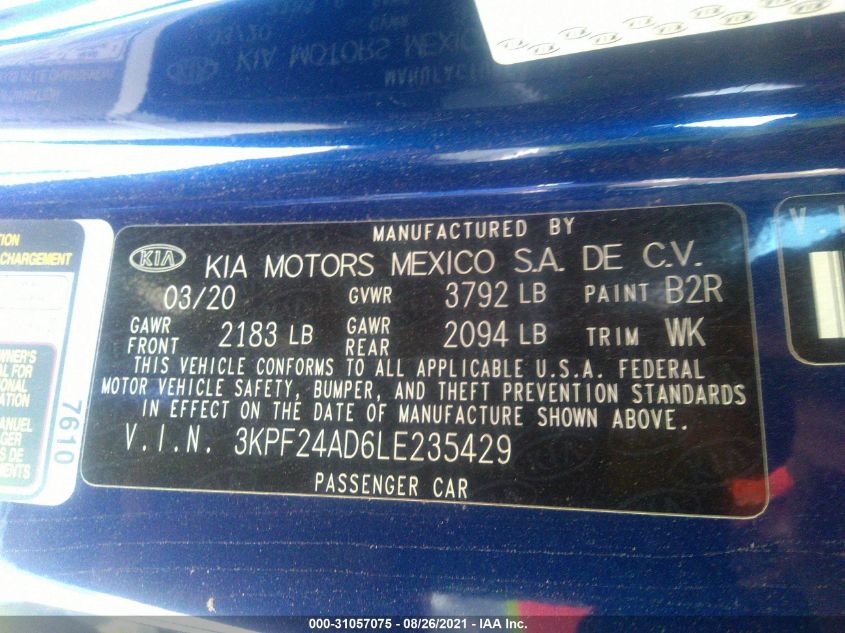 MANUFACTURED BY
KIA KIA MOTORS MEXICO S.A. DE C.V.
03/20 GVWR 3792 LB PAINT B2R
GAWR FRONT 2183 LB GAWR REAR 2094 LB TRIM WK
THIS VEHICLE CONFORMS TO ALL APPLICABLE U.S.A. FEDERAL
MOTOR VEHICLE SAFETY, BUMPER, AND THEFT PREVENTION STANDARDS
IN EFFECT ON THE DATE OF MANUFACTURE SHOWN ABOVE.
V.I.N. 3KPF24AD6LE235429
PASSENGER CAR
CHARGEMENT
7610
000-31057075 - 08/26/2021 - IAA Inc.